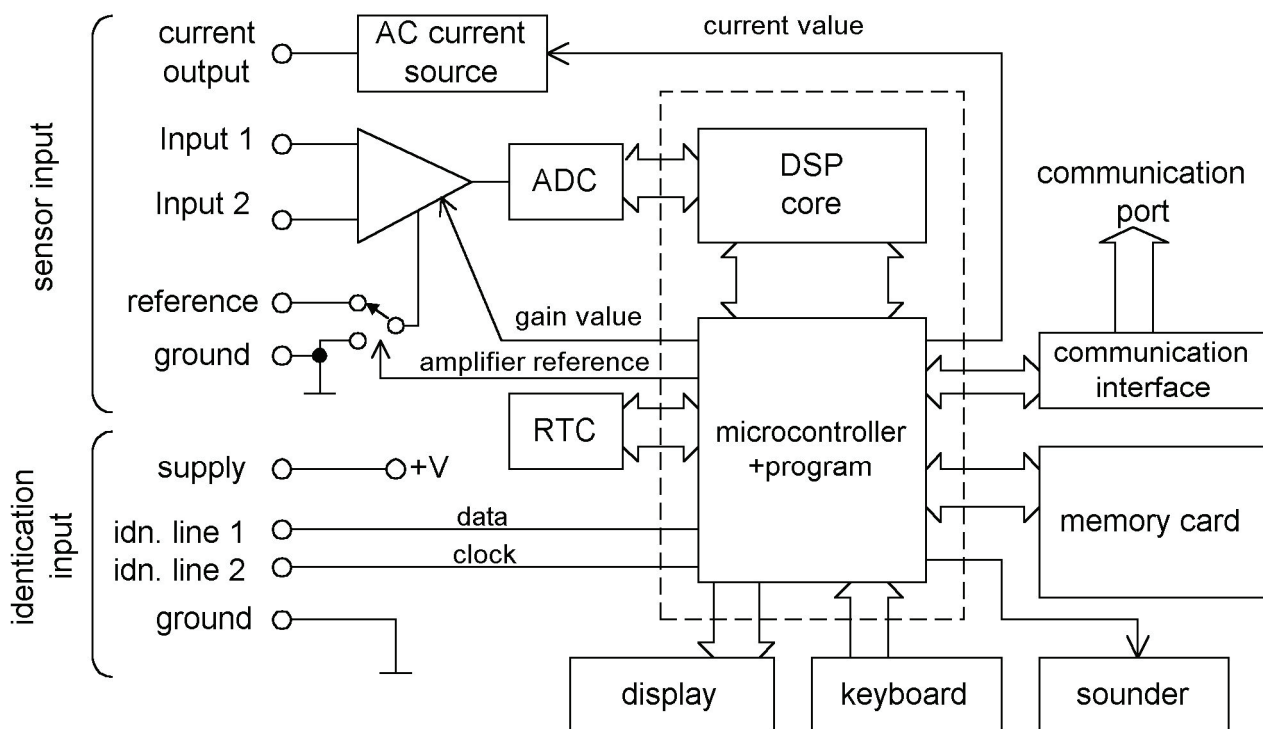 sensor input
current
output
AC current
source
current value
Input 1
Input 2
ADC
DSP
core
communication
port
reference
ground
gain value
amplifier reference
communication
interface
RTC
microcontroller
+program
memory card
identication
input
supply
+V
idn. line 1
data
idn. line 2
clock
ground
display
keyboard
sounder